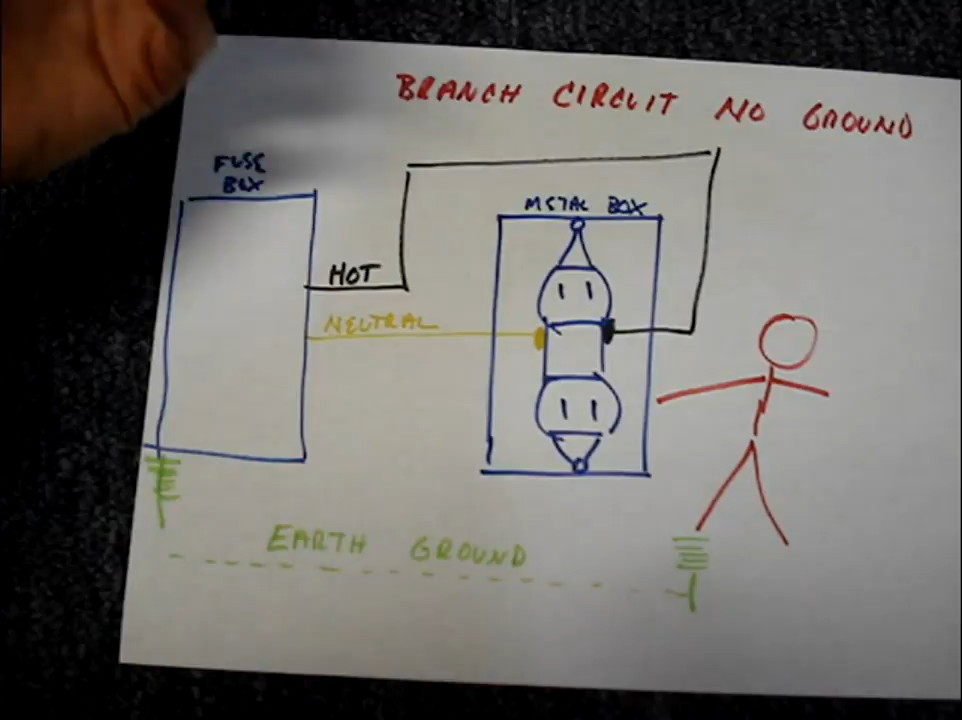 BRANCH CIRCUIT NO GROUND
FUSE
BOX
METAL BOX
HOT
NEUTRAL
EARTH GROUND